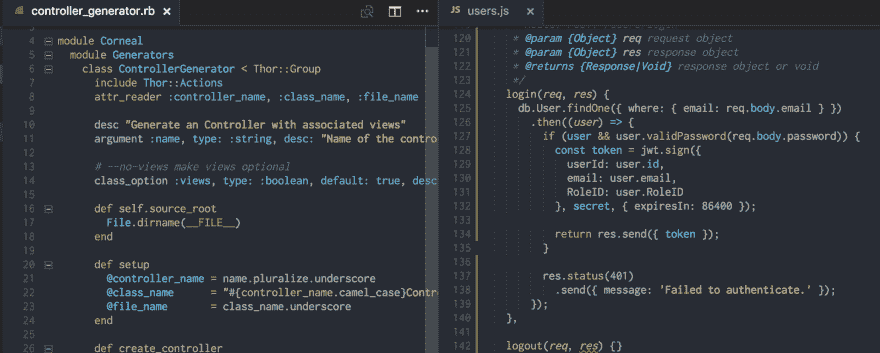 controller_generator.rb
4 module Corneal
5 module Generators
6 class ControllerGenerator < Thor::Group
7 include Thor::Actions
8 attr_reader :controller_name, :class_name, :file_name
9
10 desc "Generate an Controller with associated views"
11 argument :name, type: :string, desc: "Name of the contro
12
13 # --no-views make views optional
14 class_option :views, type: :boolean, default: true, desc
15
16 def self.source_root
17 File.dirname(__FILE__)
18 end
19
20 def setup
21 @controller_name = name.pluralize.underscore
22 @class_name = "#{controller_name.camel_case}Contr
23 @file_name = class_name.underscore
24 end
25
26 def create_controller
JS users.js
120 * @param {Object} req request object
121 * @param {Object} res response object
122 * @returns {Response|Void} response object or void
123 */
124 login(req, res) {
125 db.User.findOne({ where: { email: req.body.email } })
126 .then((user) => {
127 if (user && user.validPassword(req.body.password)) {
128 const token = jwt.sign({
129 userId: user.id,
130 email: user.email,
131 RoleID: user.RoleID
132 }, secret, { expiresIn: 86400 });
133
134 return res.send({ token });
135 }
136
137 res.status(401)
138 .send({ message: 'Failed to authenticate.' });
139 });
140 },
141
142 logout(req, res) {}